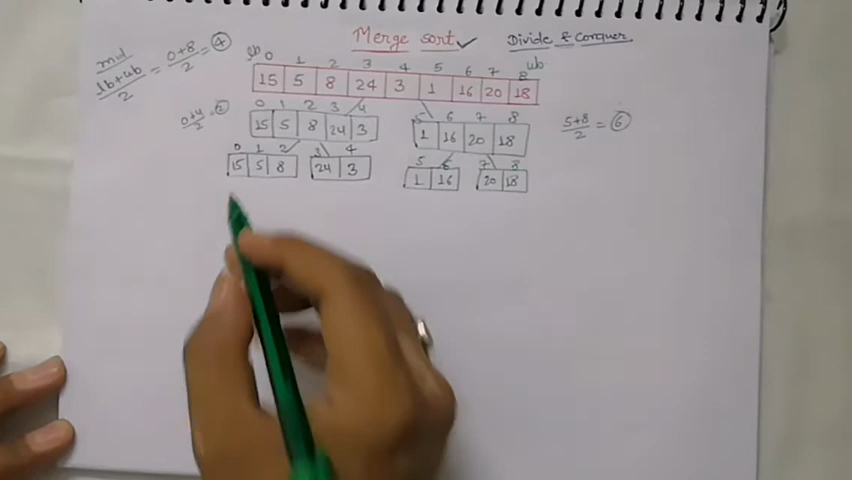 Merge sort ✓ Divide & Conquer
mid
lb+ub/2 = 0+8/2 = 4
lb ub
0 1 2 3 4 5 6 7 8
15 5 8 24 3 1 16 20 18
0+4/2 = 2
0 1 2 3 4
15 5 8 24 3
5 6 7 8
1 16 20 18
5+8/2 = 6
0 1 2
15 5 8
3 4
24 3
5 6
1 16
7 8
20 18